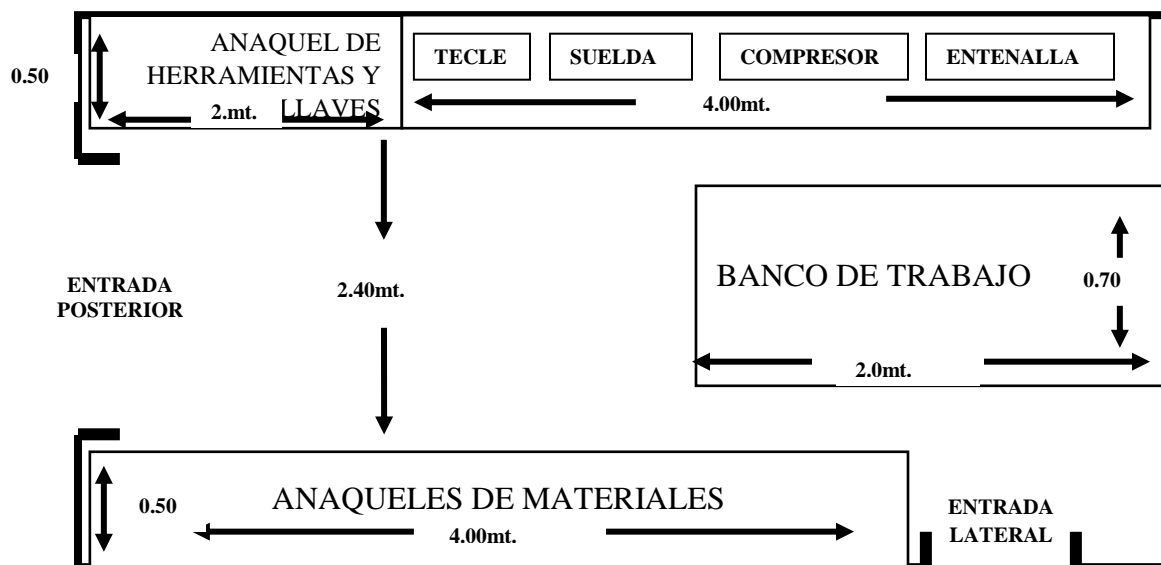 ANAQUEL DE
HERRAMIENTAS Y
LLAVES
0.50
2.mt.
TECLE
SUELDA
COMPRESOR
ENTENALLA
4.00mt.
ENTRADA
POSTERIOR
2.40mt.
BANCO DE TRABAJO
0.70
2.0mt.
0.50
ANAQUELES DE MATERIALES
4.00mt.
ENTRADA
LATERAL